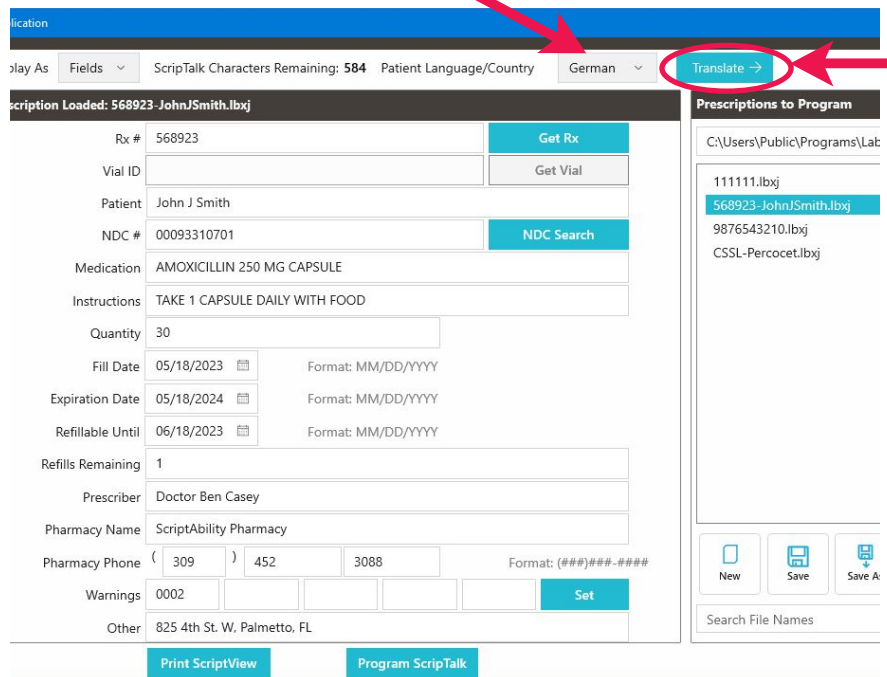 lication
play As Fields ScripTalk Characters Remaining: 584 Patient Language/Country German Translate →
scription Loaded: 568923-JohnJSmith.lbxj
Rx # 568923 Get Rx
Vial ID Get Vial
Patient John J Smith
NDC # 00093310701 NDC Search
Medication AMOXICILLIN 250 MG CAPSULE
Instructions TAKE 1 CAPSULE DAILY WITH FOOD
Quantity 30
Fill Date 05/18/2023 Format: MM/DD/YYYY
Expiration Date 05/18/2024 Format: MM/DD/YYYY
Refillable Until 06/18/2023 Format: MM/DD/YYYY
Refills Remaining 1
Prescriber Doctor Ben Casey
Pharmacy Name ScriptAbility Pharmacy
Pharmacy Phone ( 309 ) 452 3088 Format: (###)###-####
Warnings 0002 Set
Other 825 4th St. W, Palmetto, FL
Print ScriptView Program ScripTalk
Prescriptions to Program
C:\Users\Public\Programs\Lab
111111.lbxj
568923-JohnJSmith.lbxj
9876543210.lbxj
CSSL-Percocet.lbxj
New Save Save As
Search File Names